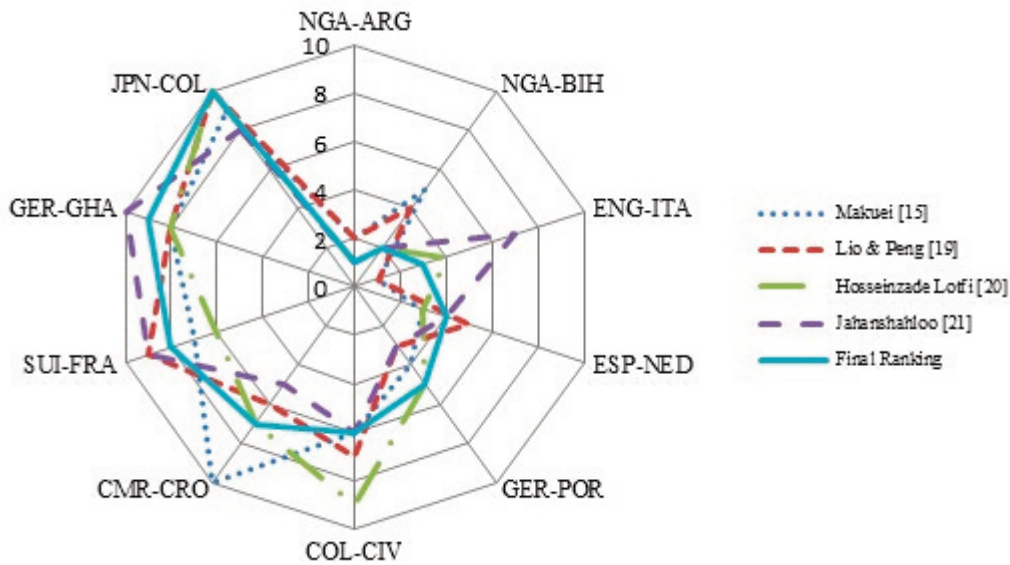 NGA-ARG
10
JPN-COL
NGA-BIH
8
6
4
GER-GHA
ENG-ITA
2
0
SUI-FRA
ESP-NED
CMR-CRO
GER-POR
COL-CIV
Makuei [15]
Lio & Peng [19]
Hosseinzade Lotfi [20]
Jahanshahloo [21]
Final Ranking